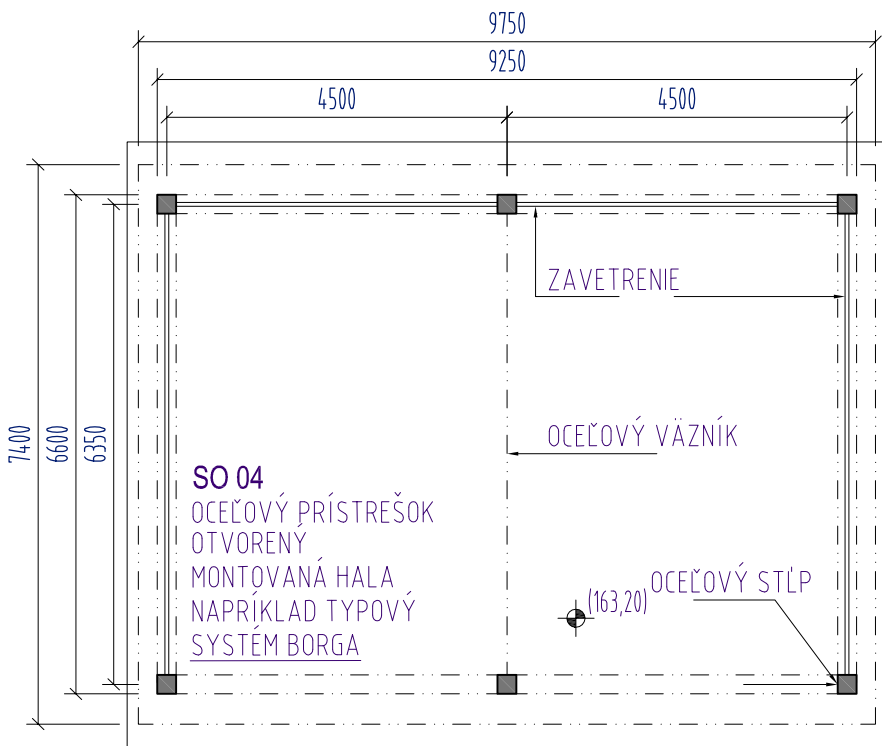 9750
9250
4500
4500
ZAVETRENIE
7400
6600
6350
OCEĽOVÝ VÄZNÍK
SO 04
OCEĽOVÝ PRÍSTREŠOK
OTVORENÝ
MONTOVANÁ HALA
NAPRÍKLAD TYPOVÝ
SYSTÉM BORGA
(163,20)
OCEĽOVÝ STĹP